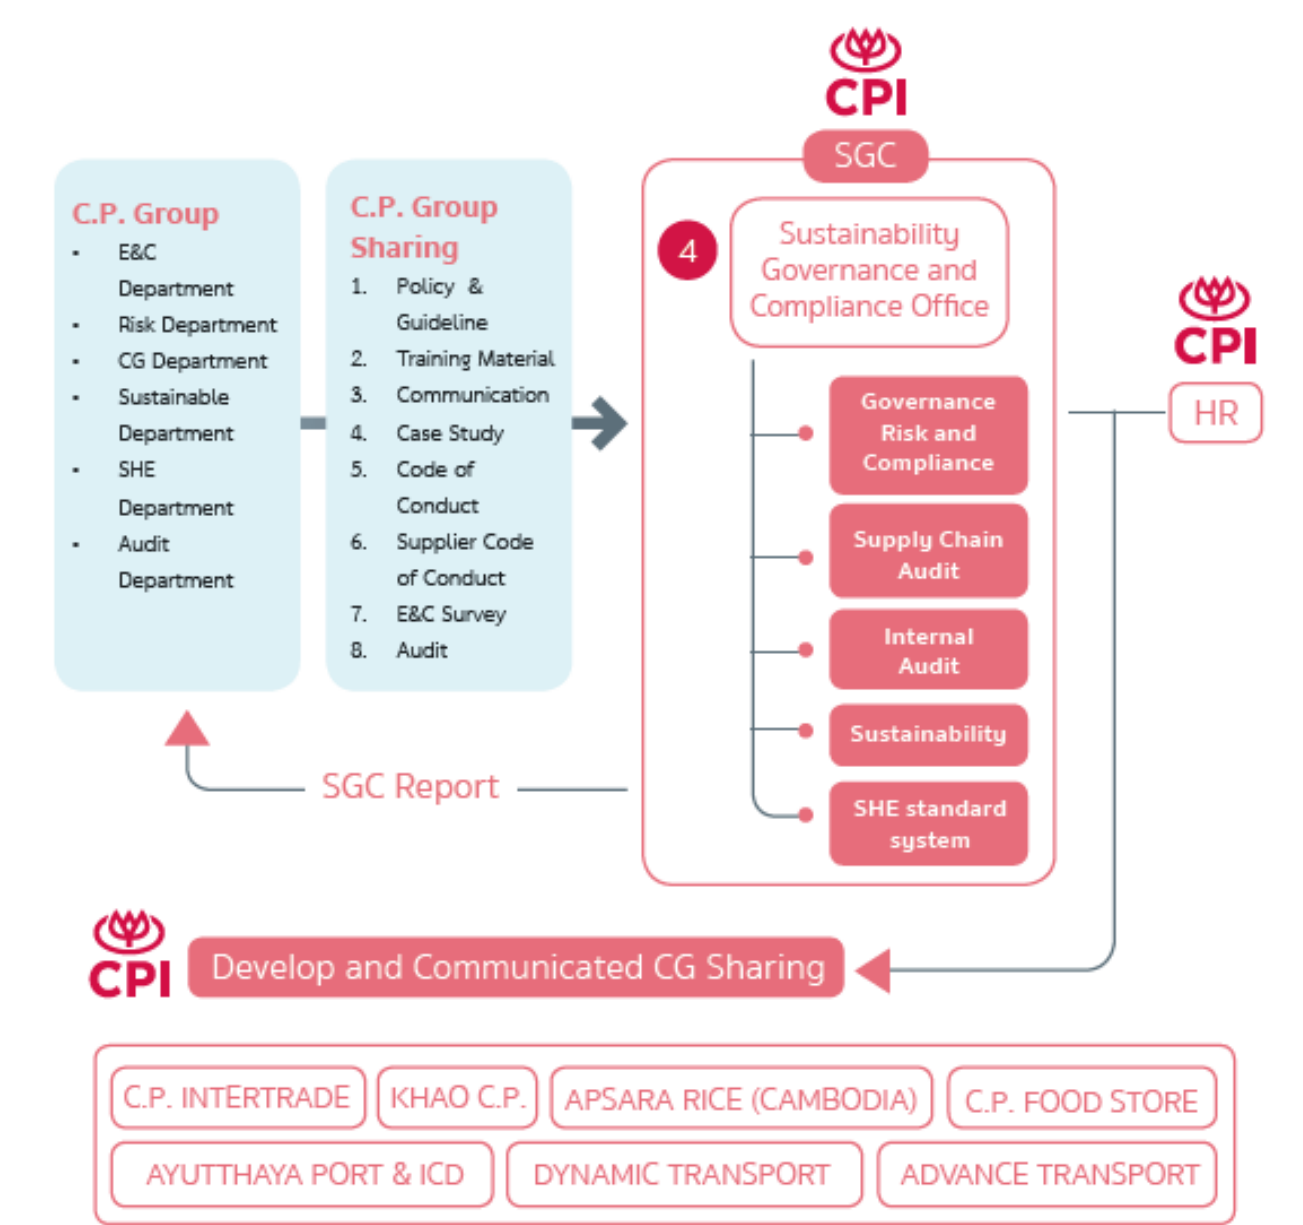 CPI
SGC
C.P. Group
▪ E&C
Department
▪ Risk Department
▪ CG Department
▪ Sustainable
Department
▪ SHE
Department
▪ Audit
Department
C.P. Group
Sharing
1. Policy & 
Guideline
2. Training Material
3. Communication
4. Case Study
5. Code of
Conduct
6. Supplier Code
of Conduct
7. E&C Survey
8. Audit
4
Sustainability
Governance and
Compliance Office
Governance
Risk and
Compliance
Supply Chain
Audit
Internal
Audit
Sustainability
SHE standard
system
CPI
HR
SGC Report
CPI
Develop and Communicated CG Sharing
C.P. INTERTRADE
KHAO C.P.
APSARA RICE (CAMBODIA)
C.P. FOOD STORE
AYUTTHAYA PORT & ICD
DYNAMIC TRANSPORT
ADVANCE TRANSPORT